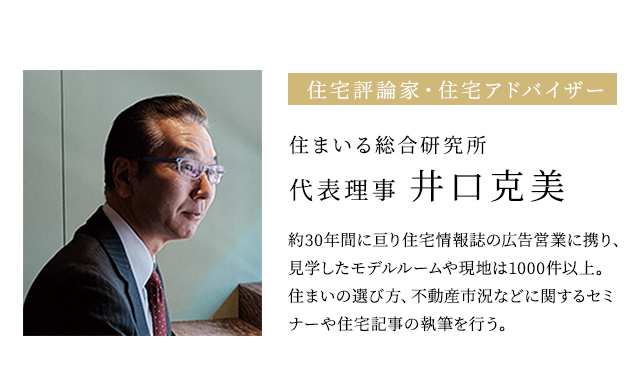 住宅評論家・住宅アドバイザー
住まいる総合研究所
代表理事 井口克美
約30年間に亘り住宅情報誌の広告営業に携り、
見学したモデルルームや現地は1000件以上。
住まいの選び方、不動産市況などに関するセミ
ナーや住宅記事の執筆を行う。